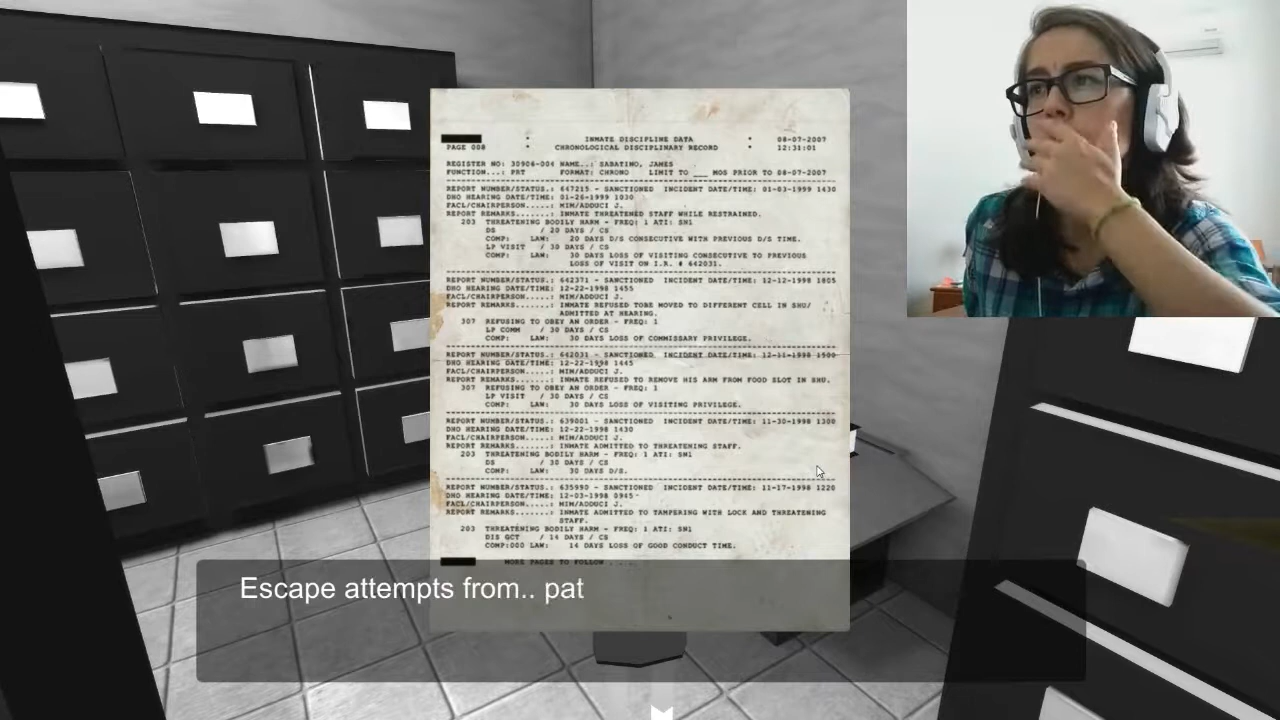 INMATE DISCIPLINE DATA * 08-07-2007
PAGE 008 * CHRONOLOGICAL DISCIPLINARY RECORD * 12:31:01
REGISTER NO: 30906-004 NAME..: SABATINO, JAMES
FUNCTION...: PRT FORMAT: CHRONO LIMIT TO ___ MOS PRIOR TO 08-07-2007
REPORT NUMBER/STATUS.: 647215 - SANCTIONED INCIDENT DATE/TIME: 01-03-1999 1430
DHO HEARING DATE/TIME: 01-26-1999 1030
FACL/CHAIRPERSON.....: MIM/ADDUCI J.
REPORT REMARKS.......: INMATE THREATENED STAFF WHILE RESTRAINED.
203 THREATENING BODILY HARM - FREQ: 1 ATI: SN1
DS / 20 DAYS / CS
COMP: LAW: 20 DAYS D/S CONSECUTIVE WITH PREVIOUS D/S TIME.
LP VISIT / 30 DAYS / CS
COMP: LAW: 30 DAYS LOSS OF VISITING CONSECUTIVE TO PREVIOUS
LOSS OF VISIT ON I.R. # 642031.
REPORT NUMBER/STATUS.: 642371 - SANCTIONED INCIDENT DATE/TIME: 12-12-1998 1805
DHO HEARING DATE/TIME: 12-22-1998 1455
FACL/CHAIRPERSON.....: MIM/ADDUCI J.
REPORT REMARKS.......: INMATE REFUSED TOBE MOVED TO DIFFERENT CELL IN SHU/
ADMITTED AT HEARING.
307 REFUSING TO OBEY AN ORDER - FREQ: 1
LP COMM / 30 DAYS / CS
COMP: LAW: 30 DAYS LOSS OF COMMISSARY PRIVILEGE.
REPORT NUMBER/STATUS.: 642031 - SANCTIONED INCIDENT DATE/TIME: 12-11-1998 1500
DHO HEARING DATE/TIME: 12-22-1998 1445
FACL/CHAIRPERSON.....: MIM/ADDUCI J.
REPORT REMARKS.......: INMATE REFUSED TO REMOVE HIS ARM FROM FOOD SLOT IN SHU.
307 REFUSING TO OBEY AN ORDER - FREQ: 1
LP VISIT / 30 DAYS / CS
COMP: LAW: 30 DAYS LOSS OF VISITING PRIVILEGE.
REPORT NUMBER/STATUS.: 639001 - SANCTIONED INCIDENT DATE/TIME: 11-30-1998 1300
DHO HEARING DATE/TIME: 12-22-1998 1430
FACL/CHAIRPERSON.....: MIM/ADDUCI J.
REPORT REMARKS.......: INMATE ADMITTED TO THREATENING STAFF.
203 THREATENING BODILY HARM - FREQ: 1 ATI: SN1
DS / 30 DAYS / CS
COMP: LAW: 30 DAYS D/S.
REPORT NUMBER/STATUS.: 635990 - SANCTIONED INCIDENT DATE/TIME: 11-17-1998 1220
DHO HEARING DATE/TIME: 12-03-1998 0945
FACL/CHAIRPERSON.....: MIM/ADDUCI J.
REPORT REMARKS.......: INMATE ADMITTED TO TAMPERING WITH LOCK AND THREATENING
STAFF.
203 THREATENING BODILY HARM - FREQ: 1 ATI: SN1
DIS GCT / 14 DAYS / CS
COMP:000 LAW: 14 DAYS LOSS OF GOOD CONDUCT TIME.
MORE PAGES TO FOLLOW . . . .
Escape attempts from.. pat